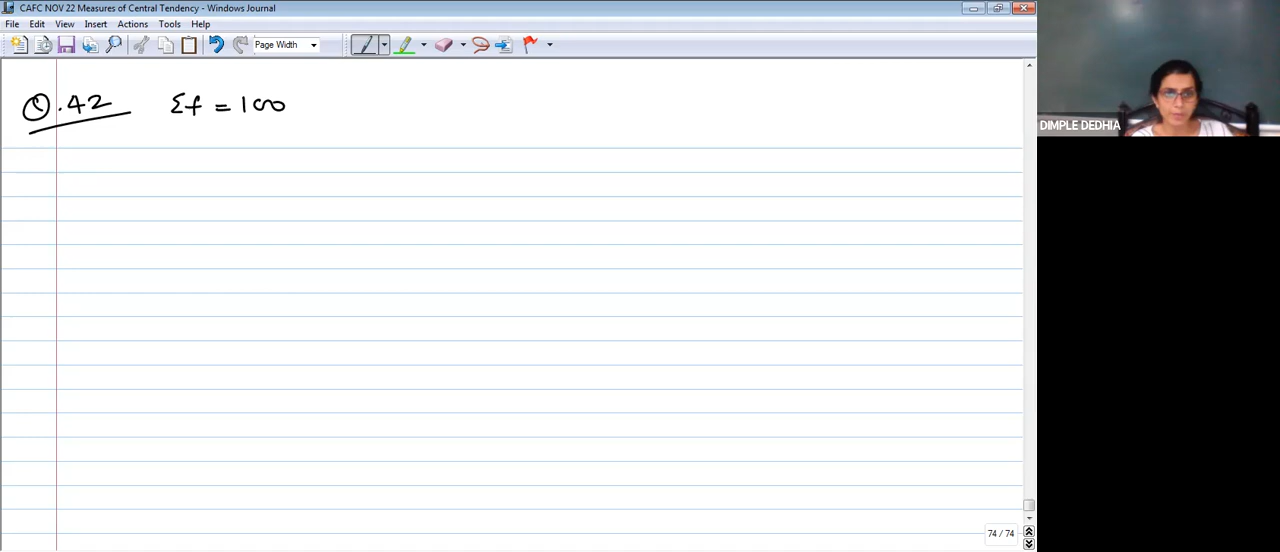 CAFC NOV 22 Measures of Central Tendency - Windows Journal
File Edit View Insert Actions Tools Help
Page Width
Q.42 Σf = 100
DIMPLE DEDHIA
74 / 74